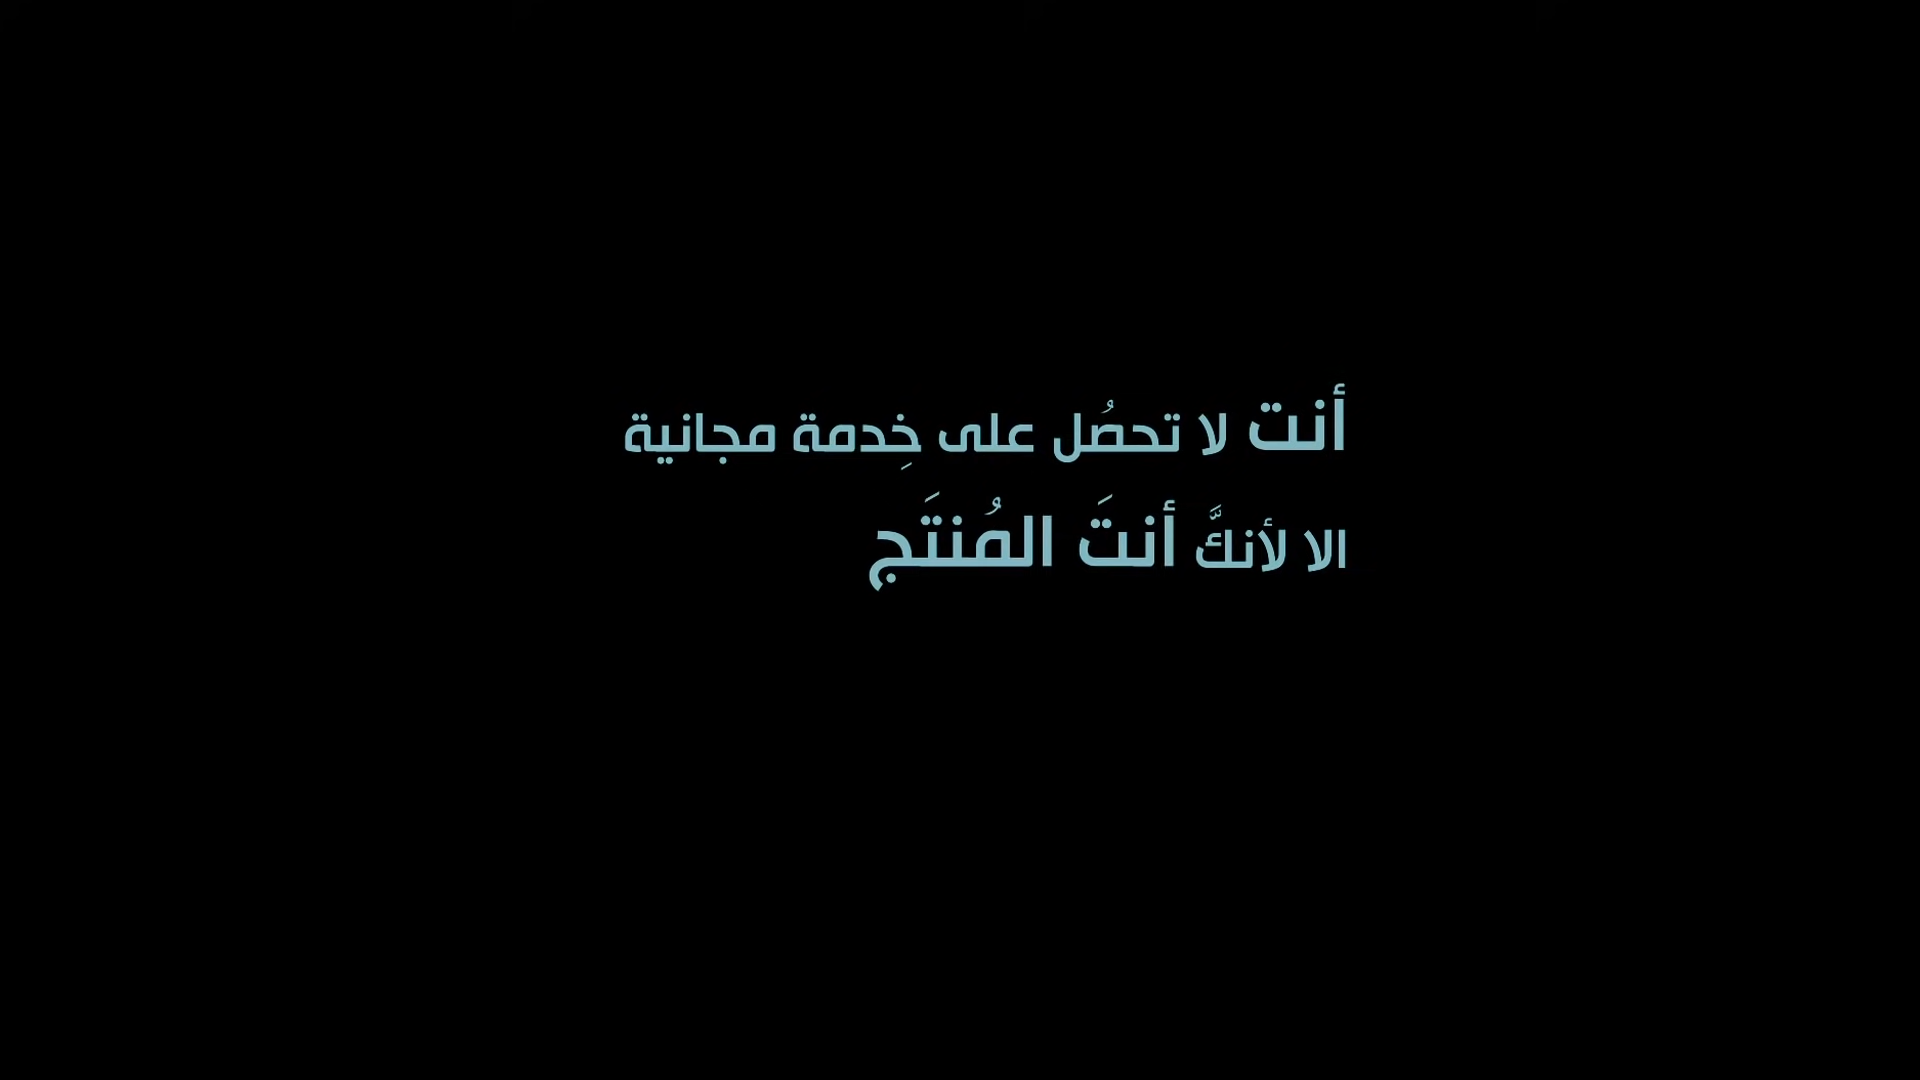 أنت لا تحصُل على خِدمة مجانية
الا لأنكَّ أنتَ المُنتَج